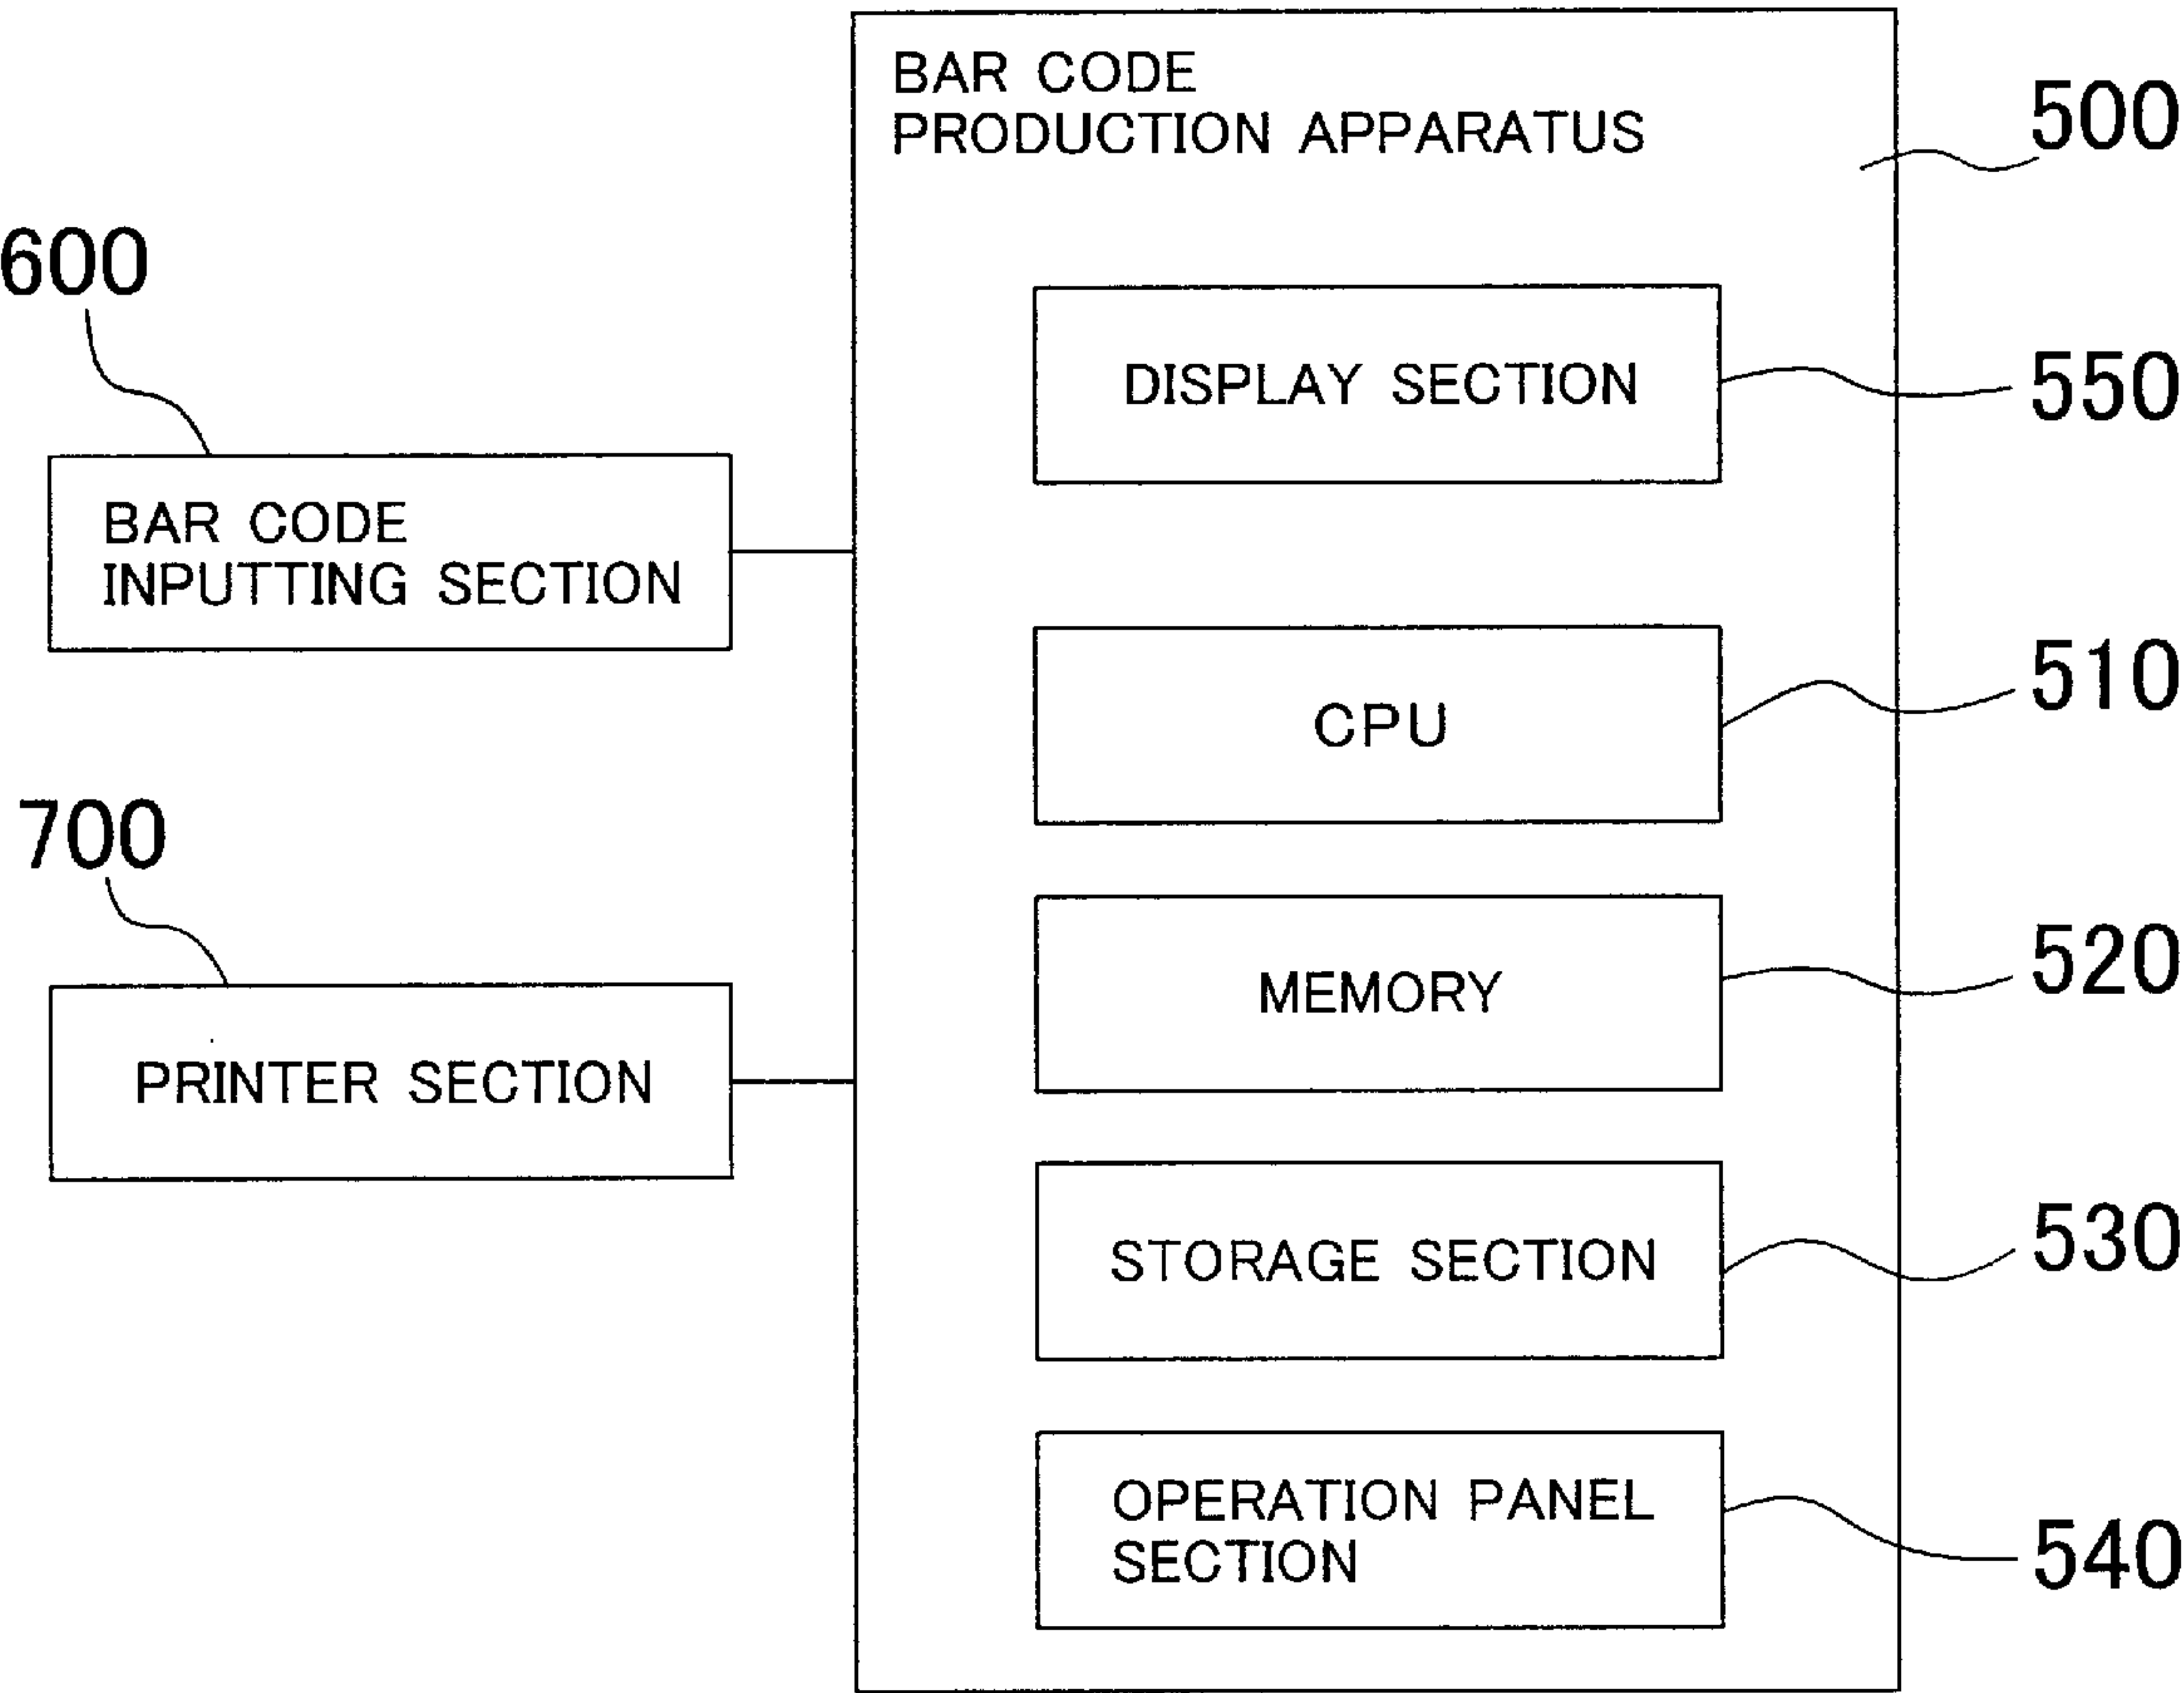 BAR CODE
PRODUCTION APPARATUS
500
600
DISPLAY SECTION
550
BAR CODE
INPUTTING SECTION
CPU
510
700
MEMORY
520
PRINTER SECTION
STORAGE SECTION
530
OPERATION PANEL
SECTION
540